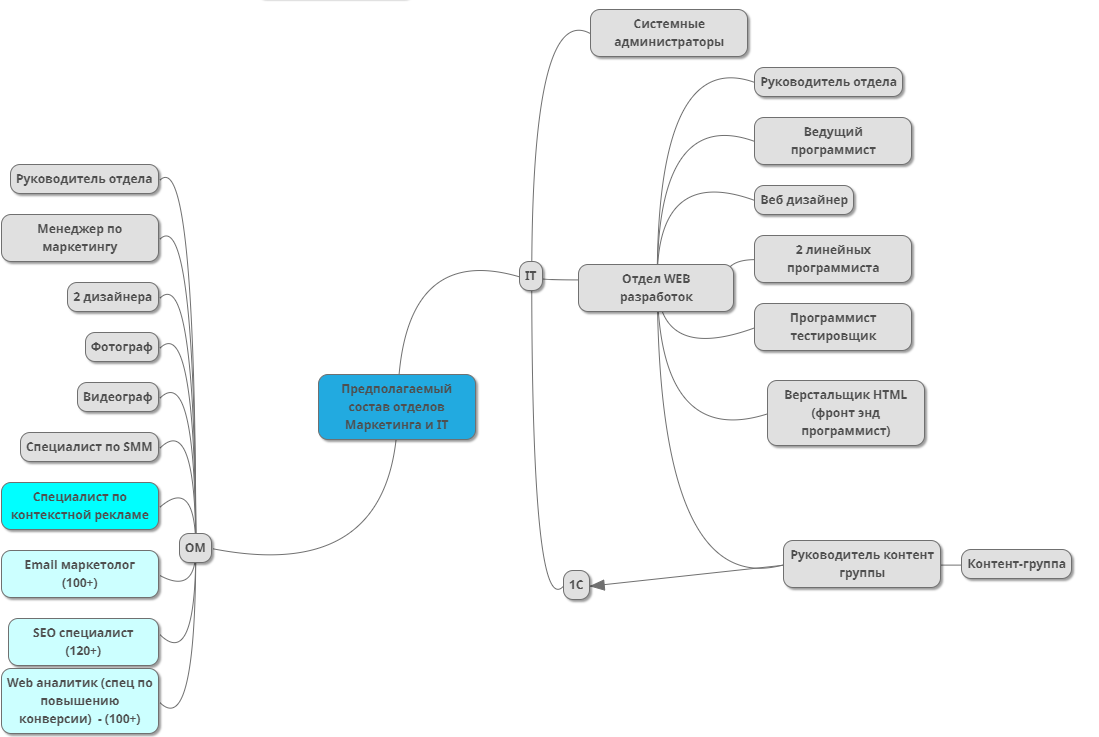 Предполагаемый
состав отделов
Маркетинга и IT
IT
Системные
администраторы
Отдел WEB
разработок
Руководитель отдела
Ведущий
программист
Веб дизайнер
2 линейных
программиста
Программист
тестировщик
Верстальщик HTML
(фронт энд
программист)
Руководитель контент
группы
Контент-группа
1С
ОМ
Руководитель отдела
Менеджер по
маркетингу
2 дизайнера
Фотограф
Видеограф
Специалист по SMM
Специалист по
контекстной рекламе
Email маркетолог
(100+)
SEO специалист
(120+)
Web аналитик (спец по
повышению
конверсии) - (100+)